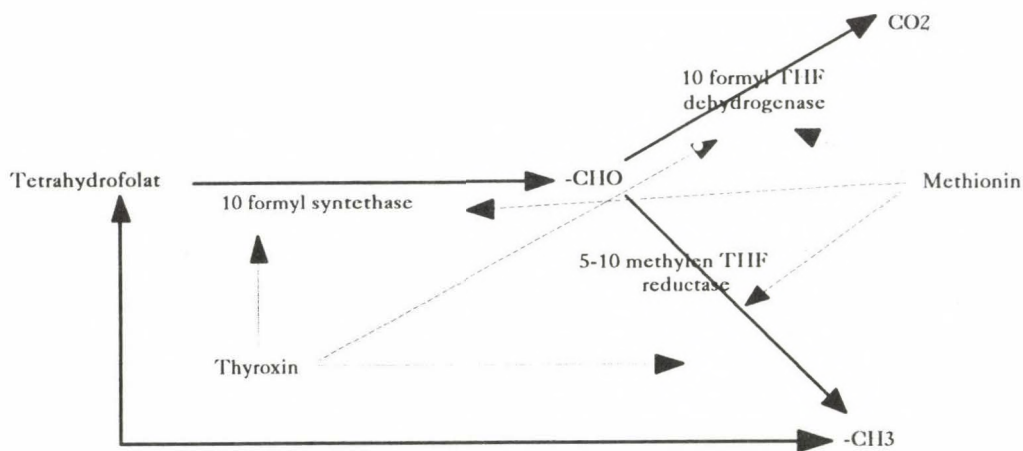 CO2
10 formyl THF
dehydrogenase
Tetrahydrofolat
-CHO
Methionin
10 formyl syntethase
5-10 methylen THF
reductase
Thyroxin
-CH3